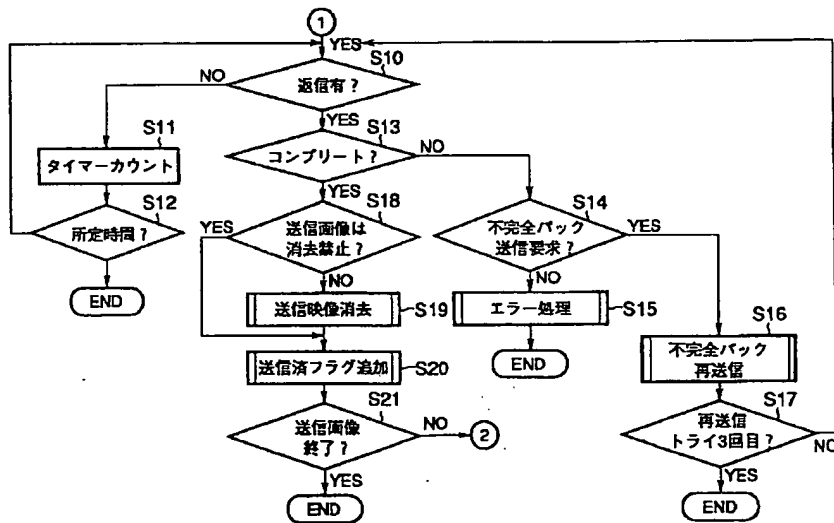 1
YES
S10
返信有？
NO
YES
S11
タイマーカウント
S12
所定時間？
END
S13
コンプリート？
NO
YES
S18
送信画像は
消去禁止？
YES
NO
送信映像消去
S19
送信済フラグ追加
S20
S21
送信画像
終了？
NO
2
YES
END
S14
不完全パック
送信要求？
YES
NO
エラー処理
S15
END
S16
不完全パック
再送信
S17
再送信
トライ3回目？
NO
YES
END